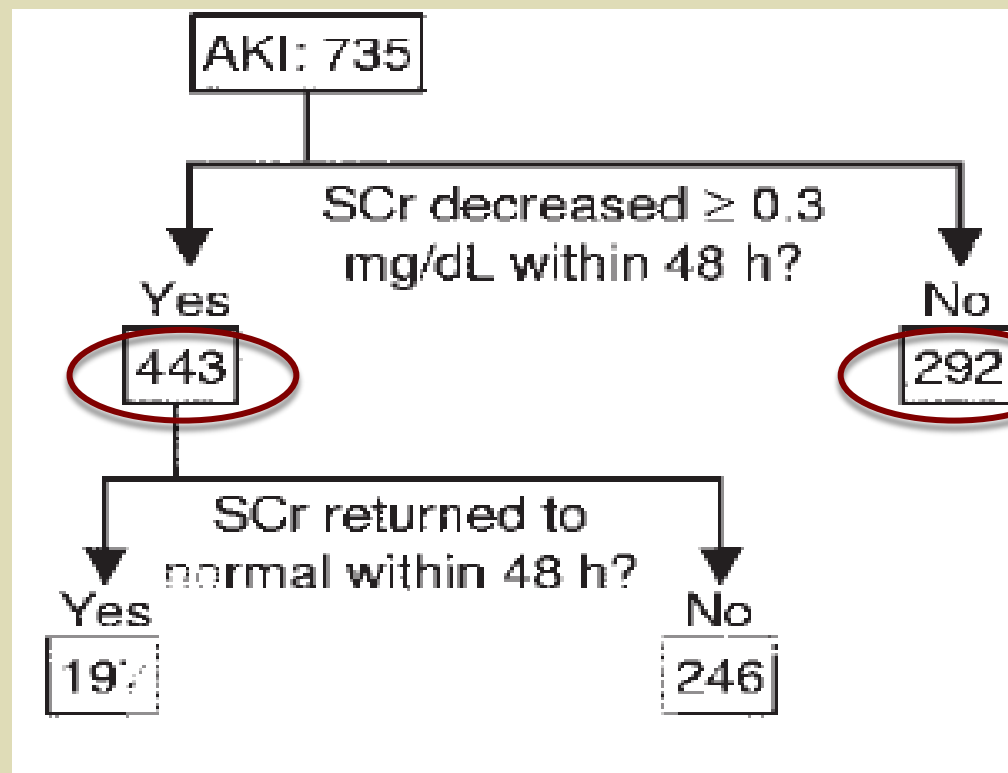 AKI: 735
SCr decreased ≥ 0.3
mg/dL within 48 h?
Yes
No
443
292
SCr returned to
normal within 48 h?
Yes
No
197
246